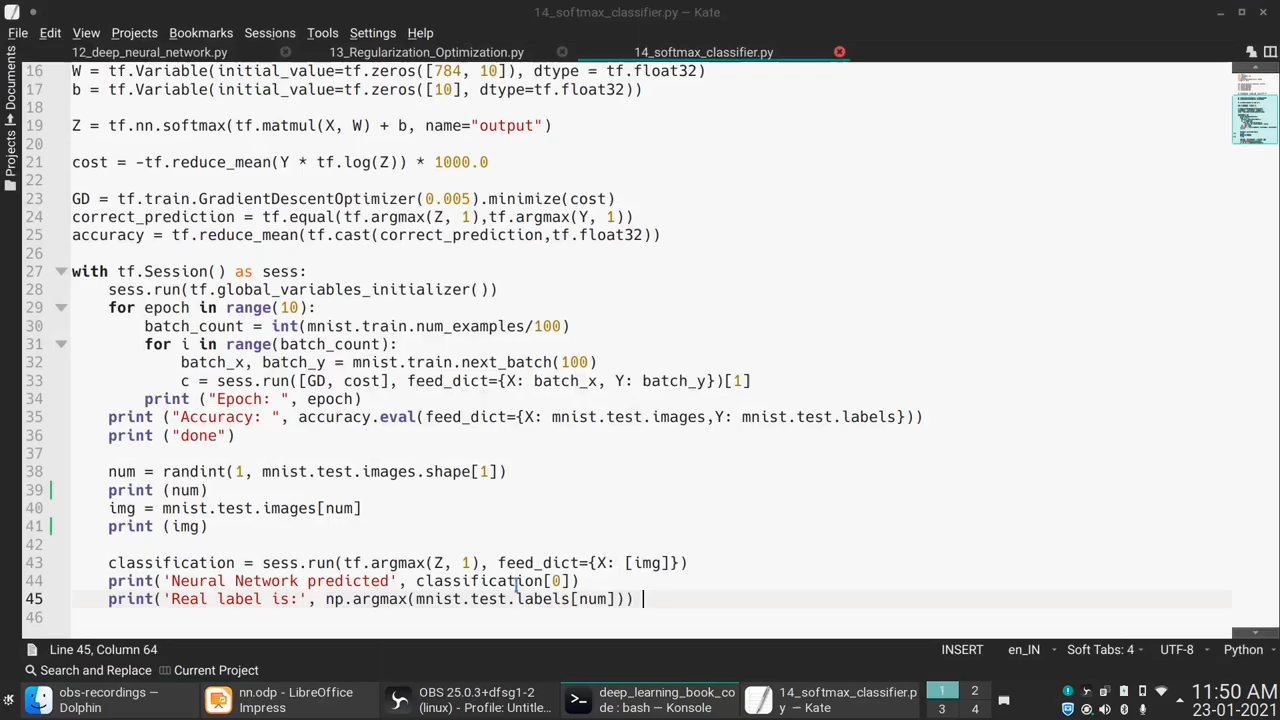 14_softmax_classifier.py — Kate
File Edit View Projects Bookmarks Sessions Tools Settings Help
12_deep_neural_network.py 13_Regularization_Optimization.py 14_softmax_classifier.py
Documents
Projects
16 W = tf.Variable(initial_value=tf.zeros([784, 10]), dtype = tf.float32)
17 b = tf.Variable(initial_value=tf.zeros([10], dtype=tf.float32))
18
19 Z = tf.nn.softmax(tf.matmul(X, W) + b, name="output")
20
21 cost = -tf.reduce_mean(Y * tf.log(Z)) * 1000.0
22
23 GD = tf.train.GradientDescentOptimizer(0.005).minimize(cost)
24 correct_prediction = tf.equal(tf.argmax(Z, 1),tf.argmax(Y, 1))
25 accuracy = tf.reduce_mean(tf.cast(correct_prediction,tf.float32))
26
27 with tf.Session() as sess:
28     sess.run(tf.global_variables_initializer())
29     for epoch in range(10):
30         batch_count = int(mnist.train.num_examples/100)
31         for i in range(batch_count):
32             batch_x, batch_y = mnist.train.next_batch(100)
33             c = sess.run([GD, cost], feed_dict={X: batch_x, Y: batch_y})[1]
34         print ("Epoch: ", epoch)
35     print ("Accuracy: ", accuracy.eval(feed_dict={X: mnist.test.images,Y: mnist.test.labels}))
36     print ("done")
37
38     num = randint(1, mnist.test.images.shape[1])
39     print (num)
40     img = mnist.test.images[num]
41     print (img)
42
43     classification = sess.run(tf.argmax(Z, 1), feed_dict={X: [img]})
44     print('Neural Network predicted', classification[0])
45     print('Real label is:', np.argmax(mnist.test.labels[num]))
46
Line 45, Column 64 INSERT en_IN Soft Tabs: 4 UTF-8 Python
Search and Replace Current Project
obs-recordings — Dolphin
nn.odp - LibreOffice Impress
OBS 25.0.3+dfsg1-2 (linux) - Profile: Untitle...
deep_learning_book_code : bash — Konsole
14_softmax_classifier.py — Kate
1 2 3 4
11:50 AM
23-01-2021